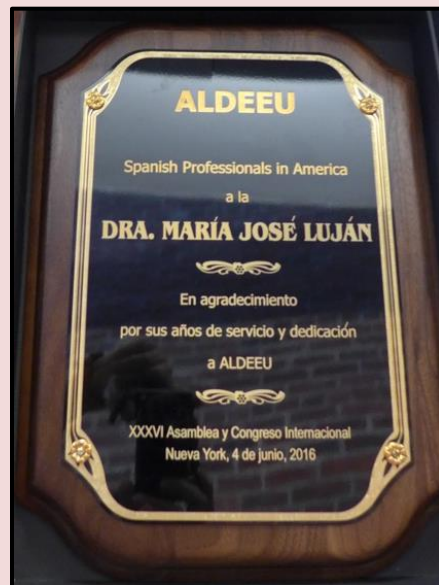 ALDEEU
Spanish Professionals in America
a la
DRA. MARÍA JOSÉ LUJÁN
En agradecimiento
por sus años de servicio y dedicación
a ALDEEU
XXXVI Asamblea y Congreso Internacional
Nueva York, 4 de junio, 2016